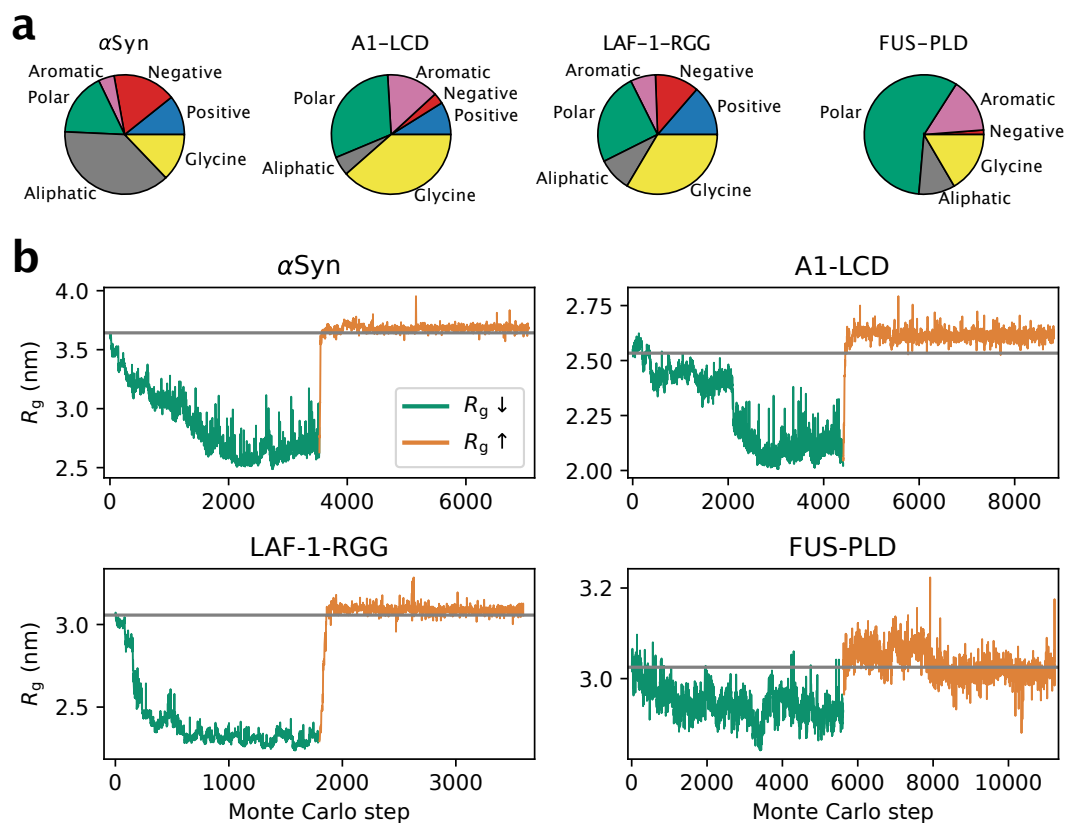 a
αSyn
Aromatic
Negative
Polar
Positive
Glycine
Aliphatic
A1-LCD
Aromatic
Polar
Negative
Positive
Aliphatic
Glycine
LAF-1-RGG
Aromatic
Negative
Polar
Positive
Aliphatic
Glycine
FUS-PLD
Polar
Aromatic
Negative
Glycine
Aliphatic
b
αSyn
4.0
3.5
3.0
2.5
Rg (nm)
0 2000 4000 6000
Rg ↓
Rg ↑
A1-LCD
2.75
2.50
2.25
2.00
0 2000 4000 6000 8000
LAF-1-RGG
3.0
2.5
Rg (nm)
0 1000 2000 3000
Monte Carlo step
FUS-PLD
3.2
3.0
0 2000 4000 6000 8000 10000
Monte Carlo step